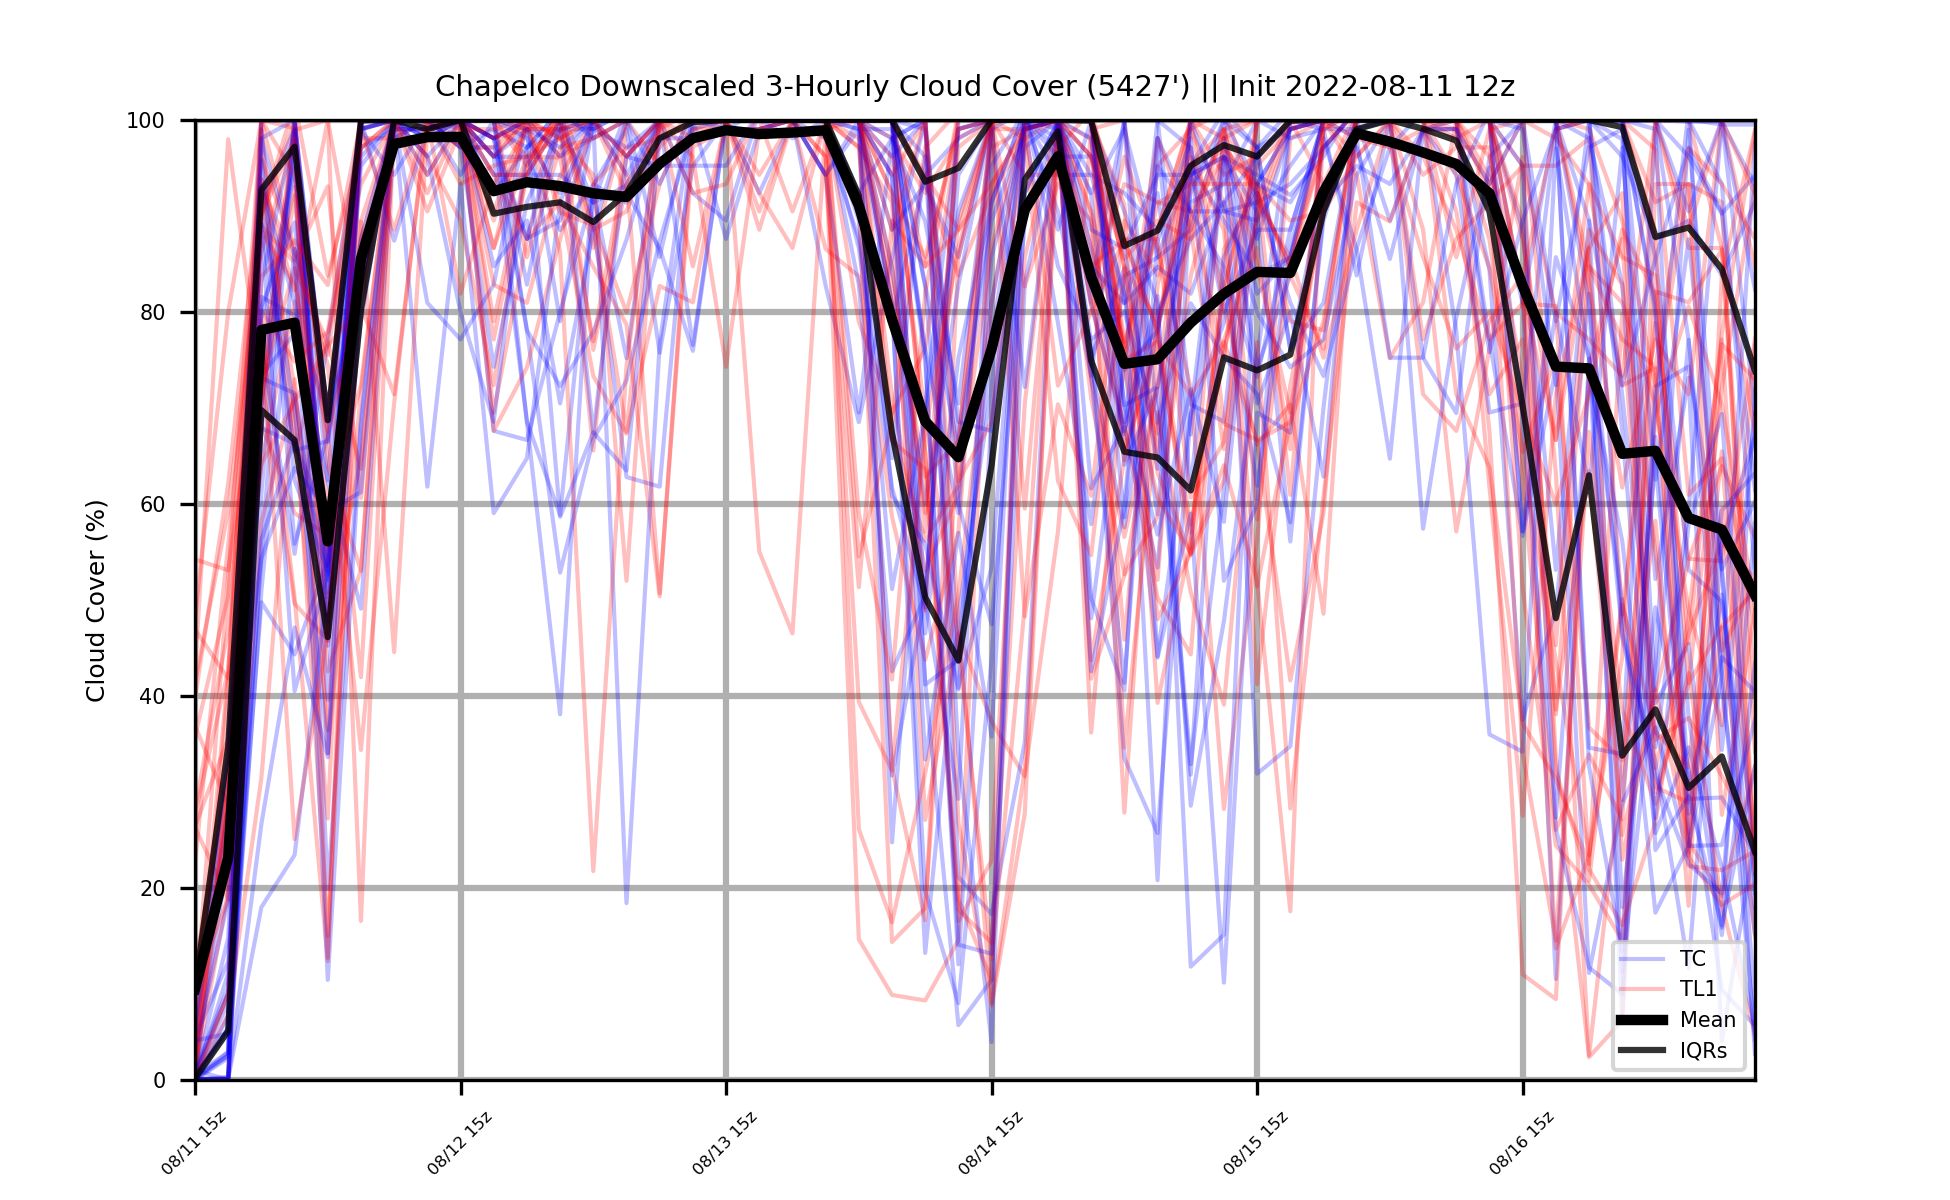 Chapelco Downscaled 3-Hourly Cloud Cover (5427') || Init 2022-08-11 12z
Cloud Cover (%)
100
80
60
40
20
0
08/11 15z
08/12 15z
08/13 15z
08/14 15z
08/15 15z
08/16 15z
TC
TL1
Mean
IQRs